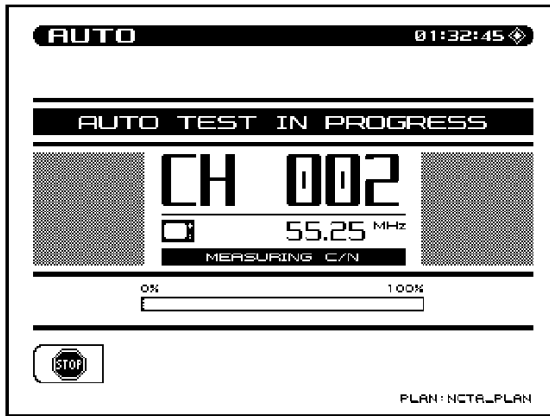 AUTO 01:32:45
AUTO TEST IN PROGRESS
CH 002
55.25 MHz
MEASURING C/N
0% 100%
STOP
PLAN:NCTA_PLAN